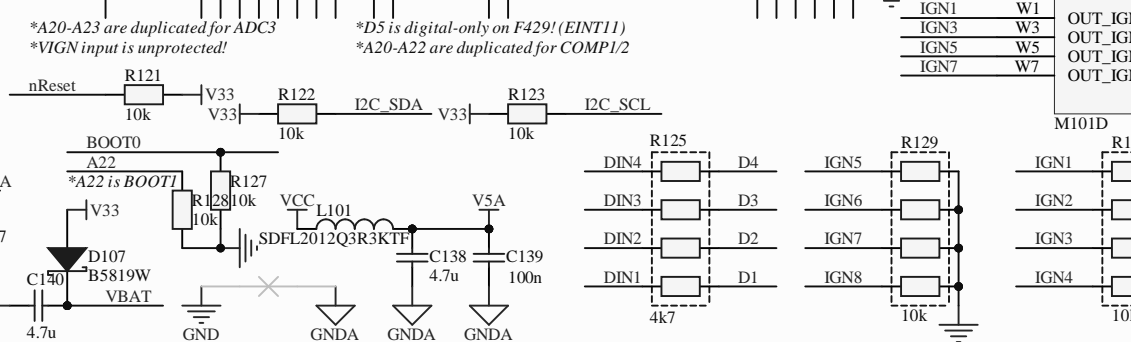 *A20-A23 are duplicated for ADC3
*VIGN input is unprotected!
*D5 is digital-only on F429! (EINT11)
*A20-A22 are duplicated for COMP1/2
IGN1 W1
IGN3 W3
IGN5 W5
IGN7 W7
OUT_IG
OUT_IG
OUT_IG
OUT_IG
M101D
nReset
R121
10k
V33
V33
R122
10k
I2C_SDA
V33
R123
10k
I2C_SCL
BOOT0
A22
*A22 is BOOT1
A
7
R128
10k
R127
10k
V33
D107
B5819W
C140
4.7u
VBAT
VCC
L101
SDFL2012Q3R3KTF
V5A
C138
4.7u
C139
100n
GND
GNDA
GNDA
GNDA
R125
DIN4 D4
DIN3 D3
DIN2 D2
DIN1 D1
4k7
R129
IGN5
IGN6
IGN7
IGN8
10k
R1
IGN1
IGN2
IGN3
IGN4
10